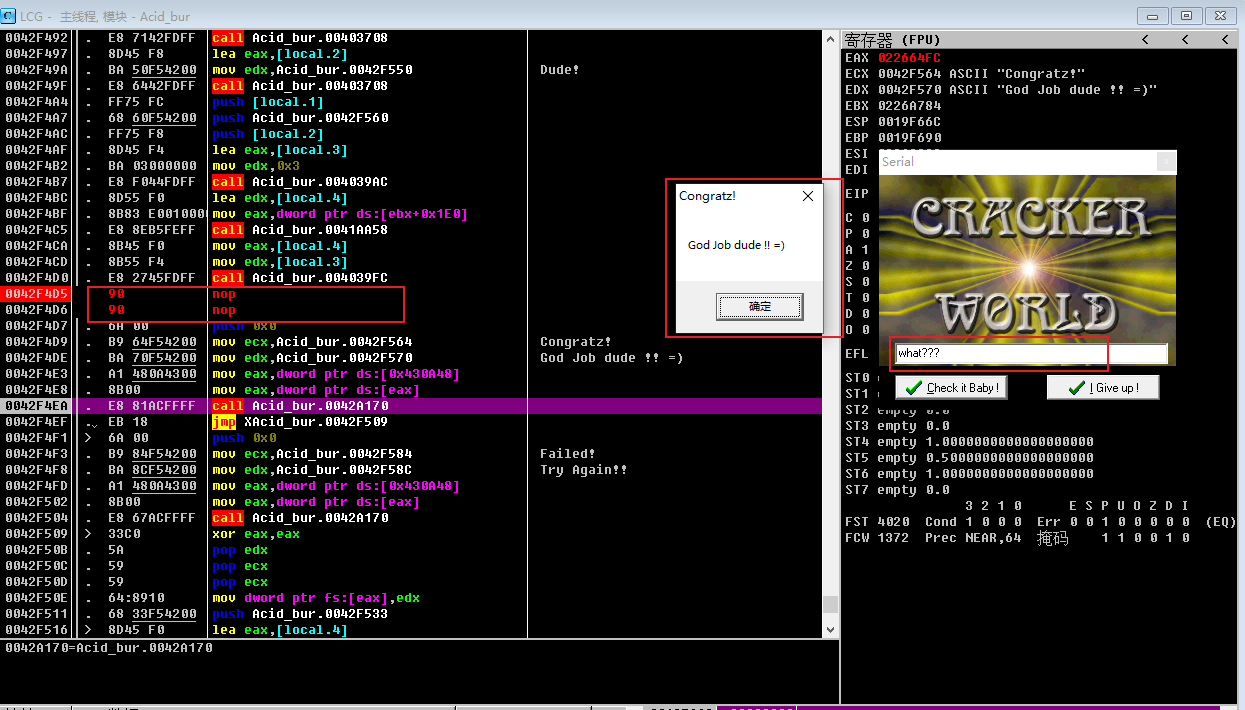 LCG - 主线程, 模块 - Acid_bur
0042F492 . E8 7142FDFF call Acid_bur.00403708
0042F497 . 8D45 F8 lea eax,[local.2]
0042F49A . BA 50F54200 mov edx,Acid_bur.0042F550 Dude!
0042F49F . E8 6442FDFF call Acid_bur.00403708
0042F4A4 . FF75 FC push [local.1]
0042F4A7 . 68 60F54200 push Acid_bur.0042F560
0042F4AC . FF75 F8 push [local.2]
0042F4AF . 8D45 F4 lea eax,[local.3]
0042F4B2 . BA 03000000 mov edx,0x3
0042F4B7 . E8 F044FDFF call Acid_bur.004039AC
0042F4BC . 8D55 F0 lea edx,[local.4]
0042F4BF . 8B83 E001000 mov eax,dword ptr ds:[ebx+0x1E0]
0042F4C5 . E8 8EB5FEFF call Acid_bur.0041AA58
0042F4CA . 8B45 F0 mov eax,[local.4]
0042F4CD . 8B55 F4 mov edx,[local.3]
0042F4D0 . E8 2745FDFF call Acid_bur.004039FC
0042F4D5 90 nop
0042F4D6 90 nop
0042F4D7 . 6A 00 push 0x0
0042F4D9 . B9 64F54200 mov ecx,Acid_bur.0042F564 Congratz!
0042F4DE . BA 70F54200 mov edx,Acid_bur.0042F570 God Job dude !! =)
0042F4E3 . A1 480A4300 mov eax,dword ptr ds:[0x430A48]
0042F4E8 . 8B00 mov eax,dword ptr ds:[eax]
0042F4EA . E8 81ACFFFF call Acid_bur.0042A170
0042F4EF . EB 18 jmp XAcid_bur.0042F509
0042F4F1 > 6A 00 push 0x0
0042F4F3 . B9 84F54200 mov ecx,Acid_bur.0042F584 Failed!
0042F4F8 . BA 8CF54200 mov edx,Acid_bur.0042F58C Try Again!!
0042F4FD . A1 480A4300 mov eax,dword ptr ds:[0x430A48]
0042F502 . 8B00 mov eax,dword ptr ds:[eax]
0042F504 . E8 67ACFFFF call Acid_bur.0042A170
0042F509 > 33C0 xor eax,eax
0042F50B . 5A pop edx
0042F50C . 59 pop ecx
0042F50D . 59 pop ecx
0042F50E . 64:8910 mov dword ptr fs:[eax],edx
0042F511 . 68 33F54200 push Acid_bur.0042F533
0042F516 > 8D45 F0 lea eax,[local.4]
0042A170=Acid_bur.0042A170
Congratz!
God Job dude !! =)
确定
寄存器 (FPU) < < <
EAX 022664FC
ECX 0042F564 ASCII "Congratz!"
EDX 0042F570 ASCII "God Job dude !! =)"
EBX 0226A784
ESP 0019F66C
EBP 0019F690
ESI
EDI
EIP
C 0
P 0
A 1
Z 0
S 0
T 0
D 0
O 0
EFL
Serial
CRACKER
WORLD
what???
Check it Baby !
I Give up !
ST0
ST1
ST2 empty 0.0
ST3 empty 0.0
ST4 empty 1.0000000000000000000
ST5 empty 0.5000000000000000000
ST6 empty 1.0000000000000000000
ST7 empty 0.0
3 2 1 0 E S P U O Z D I
FST 4020 Cond 1 0 0 0 Err 0 0 1 0 0 0 0 0 (EQ)
FCW 1372 Prec NEAR,64 掩码 1 1 0 0 1 0